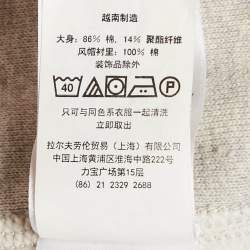 越南制造
大身：86% 棉，14% 聚酯纤维
风帽衬里：100% 棉
装饰品除外
40
只可与同色系衣服一起清洗
立即取出
拉尔夫劳伦贸易（上海）有限公司
中国上海黄浦区淮海中路222号
力宝广场第15层
(86) 21 2329 2688